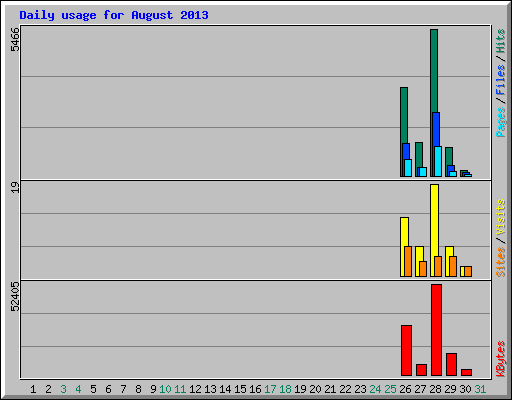 Daily usage for August 2013
5466
Pages / Files / Hits
19
Sites / Visits
52405
KBytes
1 2 3 4 5 6 7 8 9 10 11 12 13 14 15 16 17 18 19 20 21 22 23 24 25 26 27 28 29 30 31